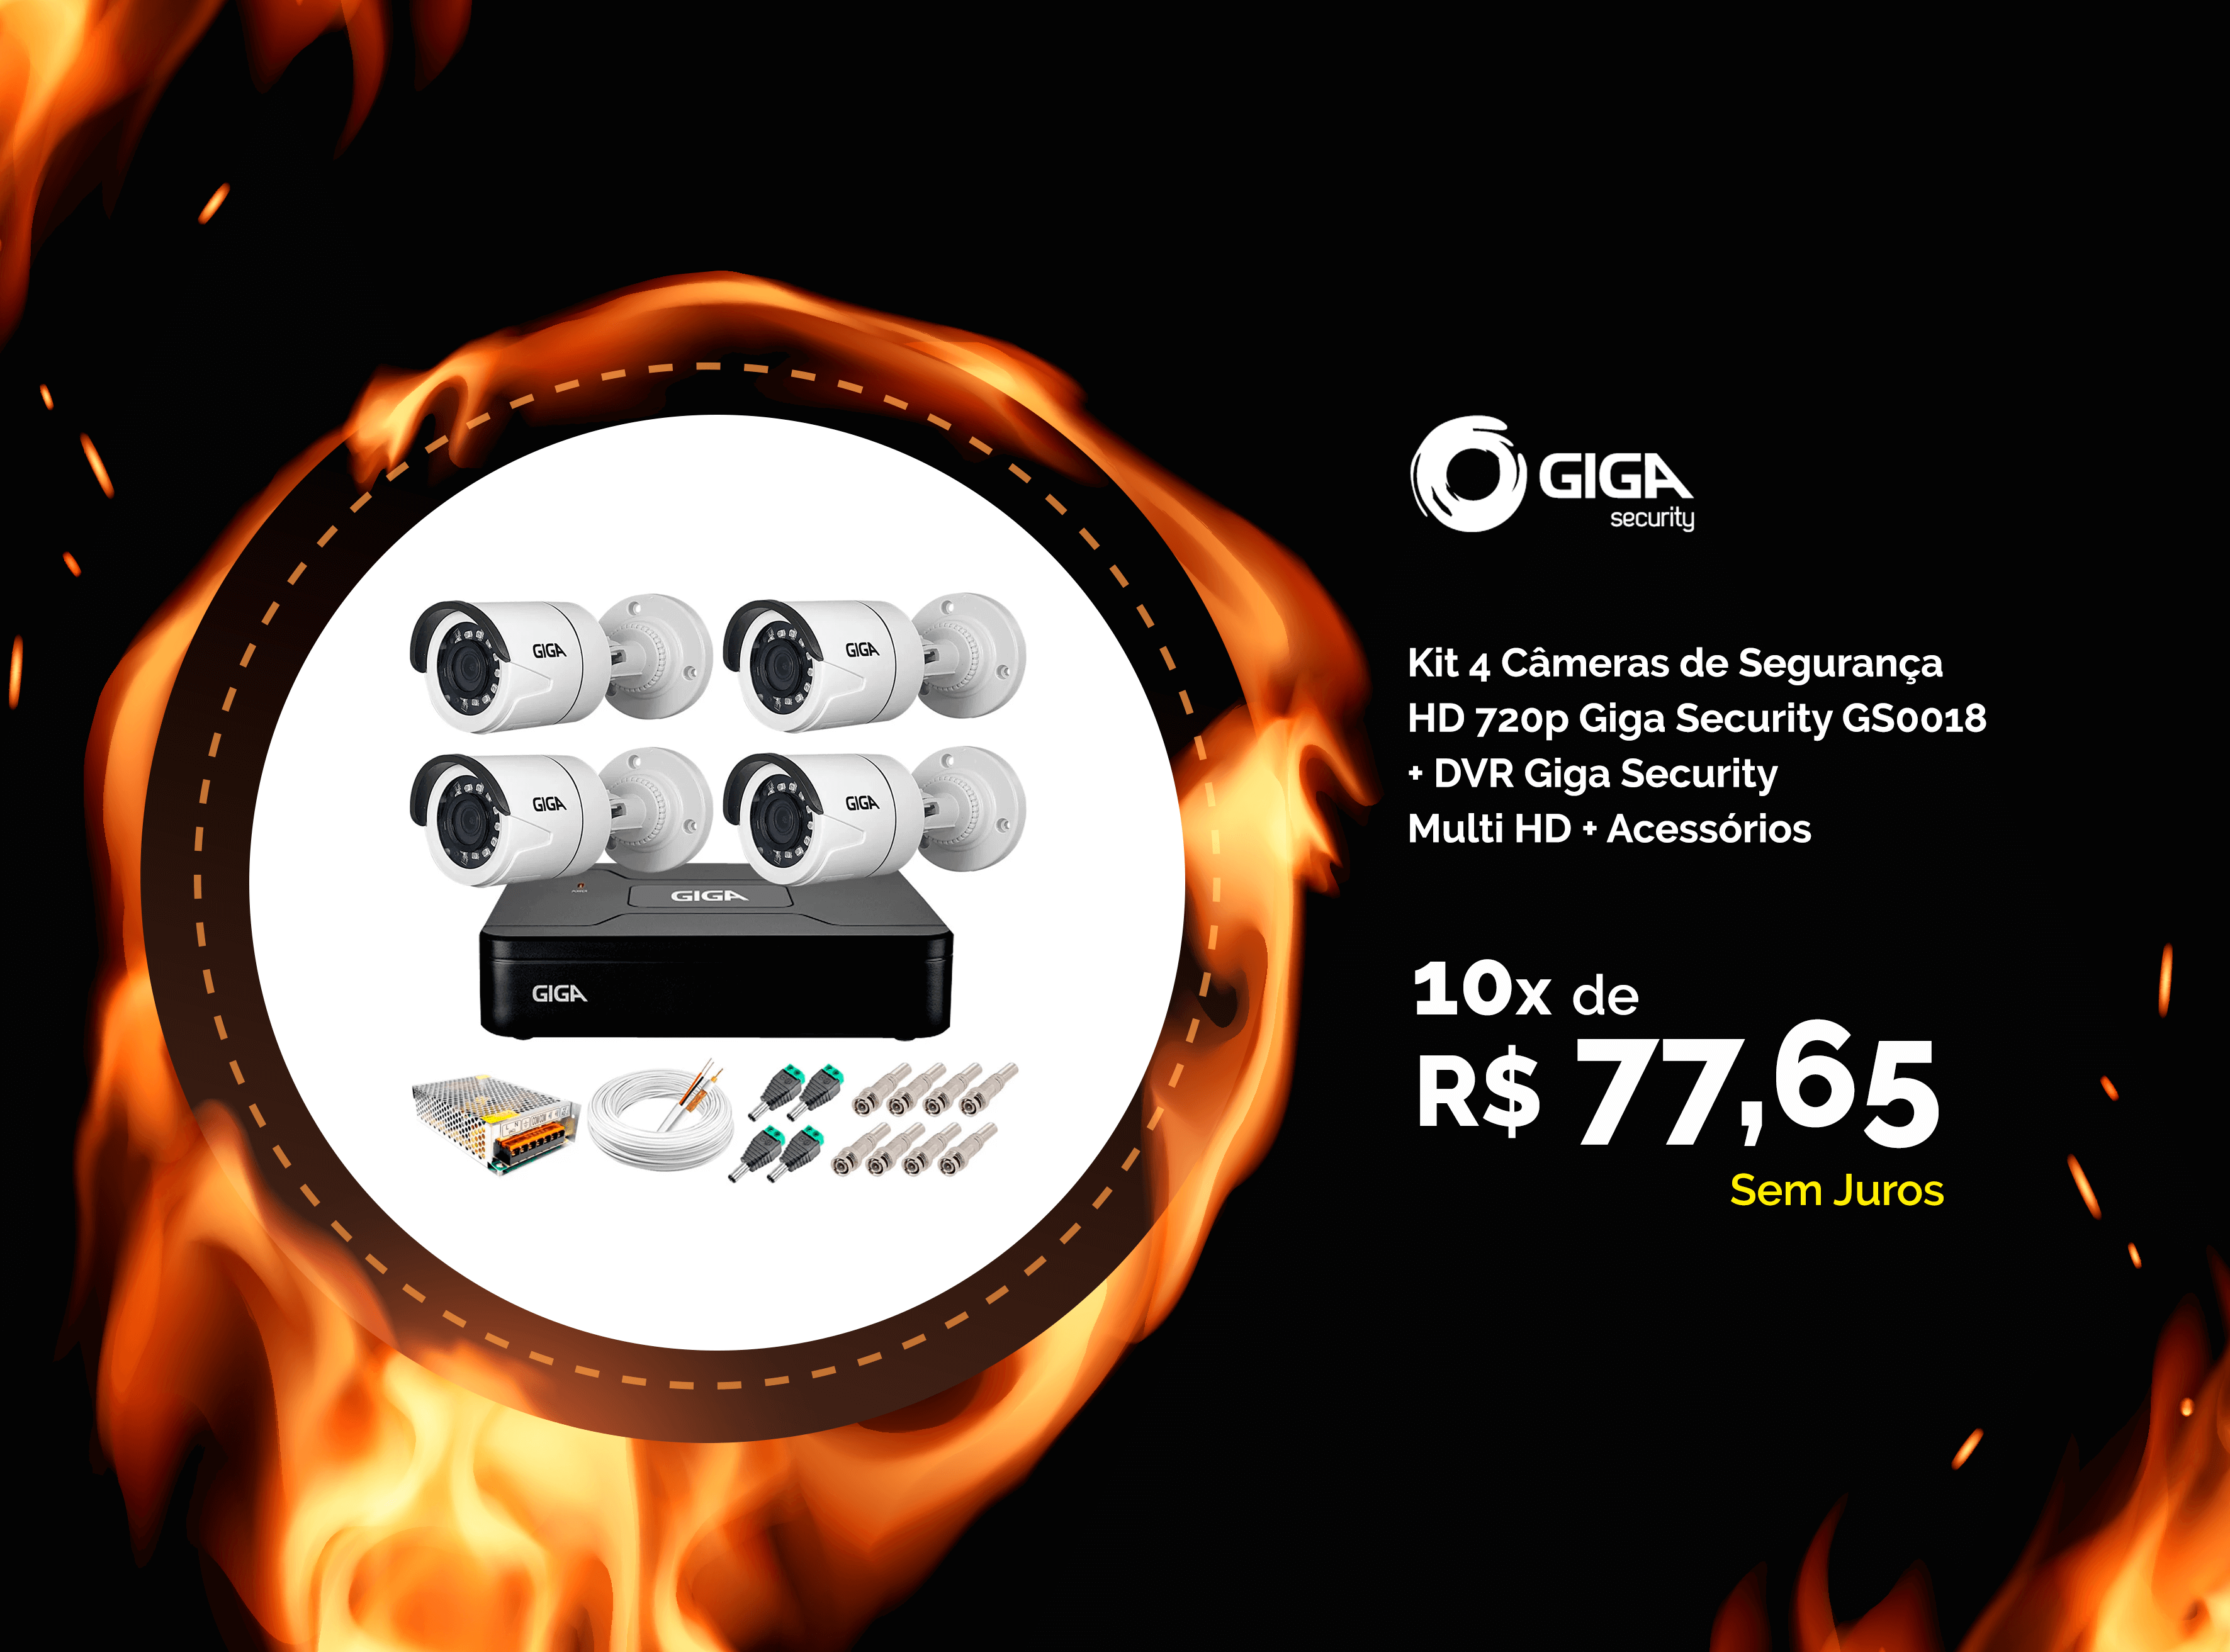 GIGA
security
Kit 4 Câmeras de Segurança
HD 720p Giga Security GS0018
+ DVR Giga Security
Multi HD + Acessórios
10x de
R$ 77,65
Sem Juros
GIGA
GIGA
GIGA
GIGA
GIGA
GIGA